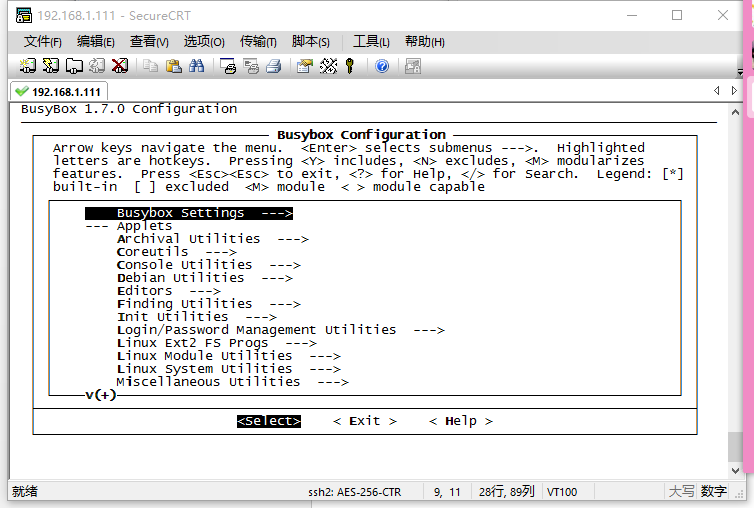 192.168.1.111 - SecureCRT
文件(F) 编辑(E) 查看(V) 选项(O) 传输(T) 脚本(S) 工具(L) 帮助(H)
192.168.1.111
BusyBox 1.7.0 Configuration
Busybox Configuration
Arrow keys navigate the menu.  <Enter> selects submenus --->.  Highlighted
letters are hotkeys.  Pressing <Y> includes, <N> excludes, <M> modularizes
features.  Press <Esc><Esc> to exit, <?> for Help, </> for Search.  Legend: [*]
built-in  [ ] excluded  <M> module  < > module capable
Busybox Settings  --->
--- Applets
Archival Utilities  --->
Coreutils  --->
Console Utilities  --->
Debian Utilities  --->
Editors  --->
Finding Utilities  --->
Init Utilities  --->
Login/Password Management Utilities  --->
Linux Ext2 FS Progs  --->
Linux Module Utilities  --->
Linux System Utilities  --->
Miscellaneous Utilities  --->
v(+)
<Select>    < Exit >    < Help >
就绪 ssh2: AES-256-CTR 9, 11 28行, 89列 VT100 大写 数字